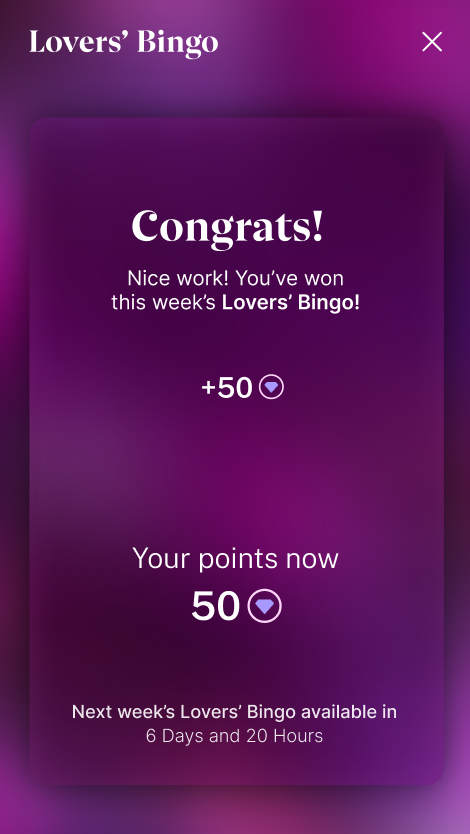 Lovers’ Bingo
Congrats!
Nice work! You’ve won
this week’s Lovers’ Bingo!
+50
Your points now
50
Next week’s Lovers’ Bingo available in
6 Days and 20 Hours